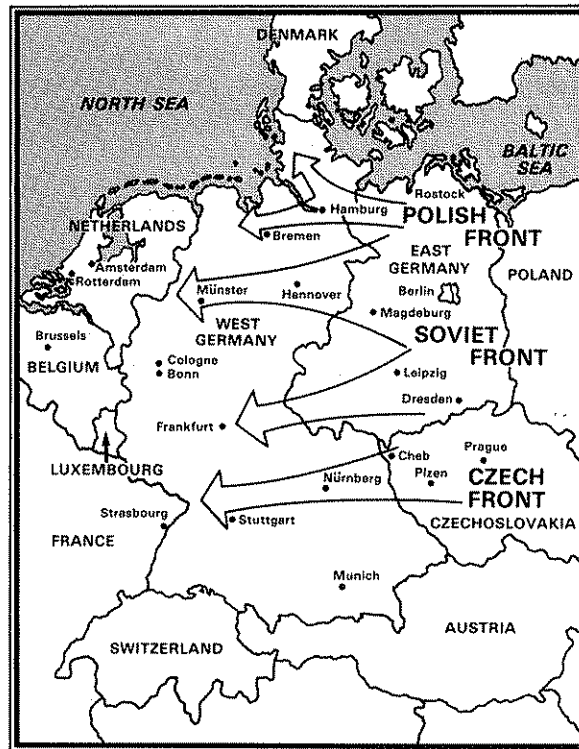 DENMARK
NORTH SEA
BALTIC
SEA
Rostock
Hamburg
POLISH
FRONT
NETHERLANDS
Bremen
EAST
GERMANY
POLAND
Amsterdam
Rotterdam
Berlin
Münster
Hannover
Magdeburg
WEST
GERMANY
SOVIET
FRONT
Brussels
BELGIUM
Cologne
Bonn
Leipzig
Dresden
Frankfurt
LUXEMBOURG
Cheb
Prague
Plzen
CZECH
FRONT
Nürnberg
Strasbourg
Stuttgart
CZECHOSLOVAKIA
FRANCE
Munich
AUSTRIA
SWITZERLAND